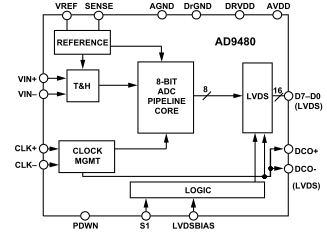 VREF SENSE AGND DrGND DRVDD AVDD
REFERENCE
AD9480
VIN+
VIN–
T&H
8-BIT
ADC
PIPELINE
CORE
8
LVDS
16
D7–D0
(LVDS)
CLK+
CLK–
CLOCK
MGMT
DCO+
DCO-
(LVDS)
LOGIC
PDWN S1 LVDSBIAS